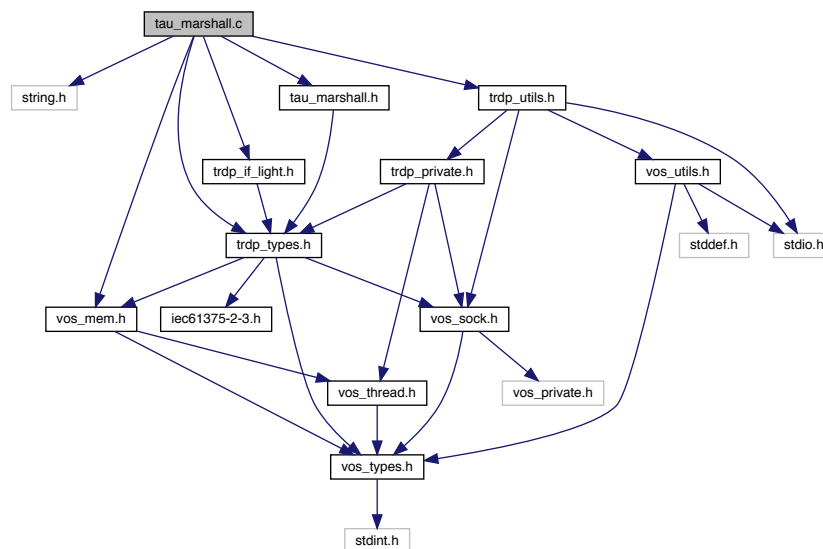 tau_marshall.c
string.h
tau_marshall.h
trdp_utils.h
trdp_if_light.h
trdp_private.h
vos_utils.h
trdp_types.h
stddef.h
stdio.h
vos_mem.h
iec61375-2-3.h
vos_sock.h
vos_thread.h
vos_private.h
vos_types.h
stdint.h